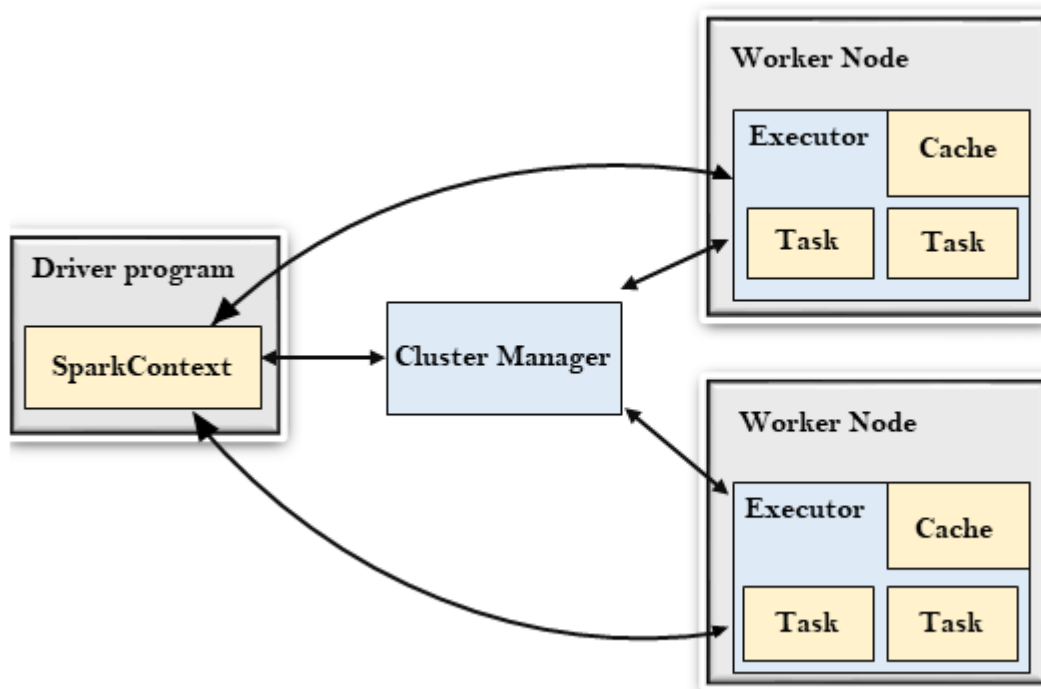 Driver program
SparkContext
Cluster Manager
Worker Node
Executor
Cache
Task
Task
Worker Node
Executor
Cache
Task
Task